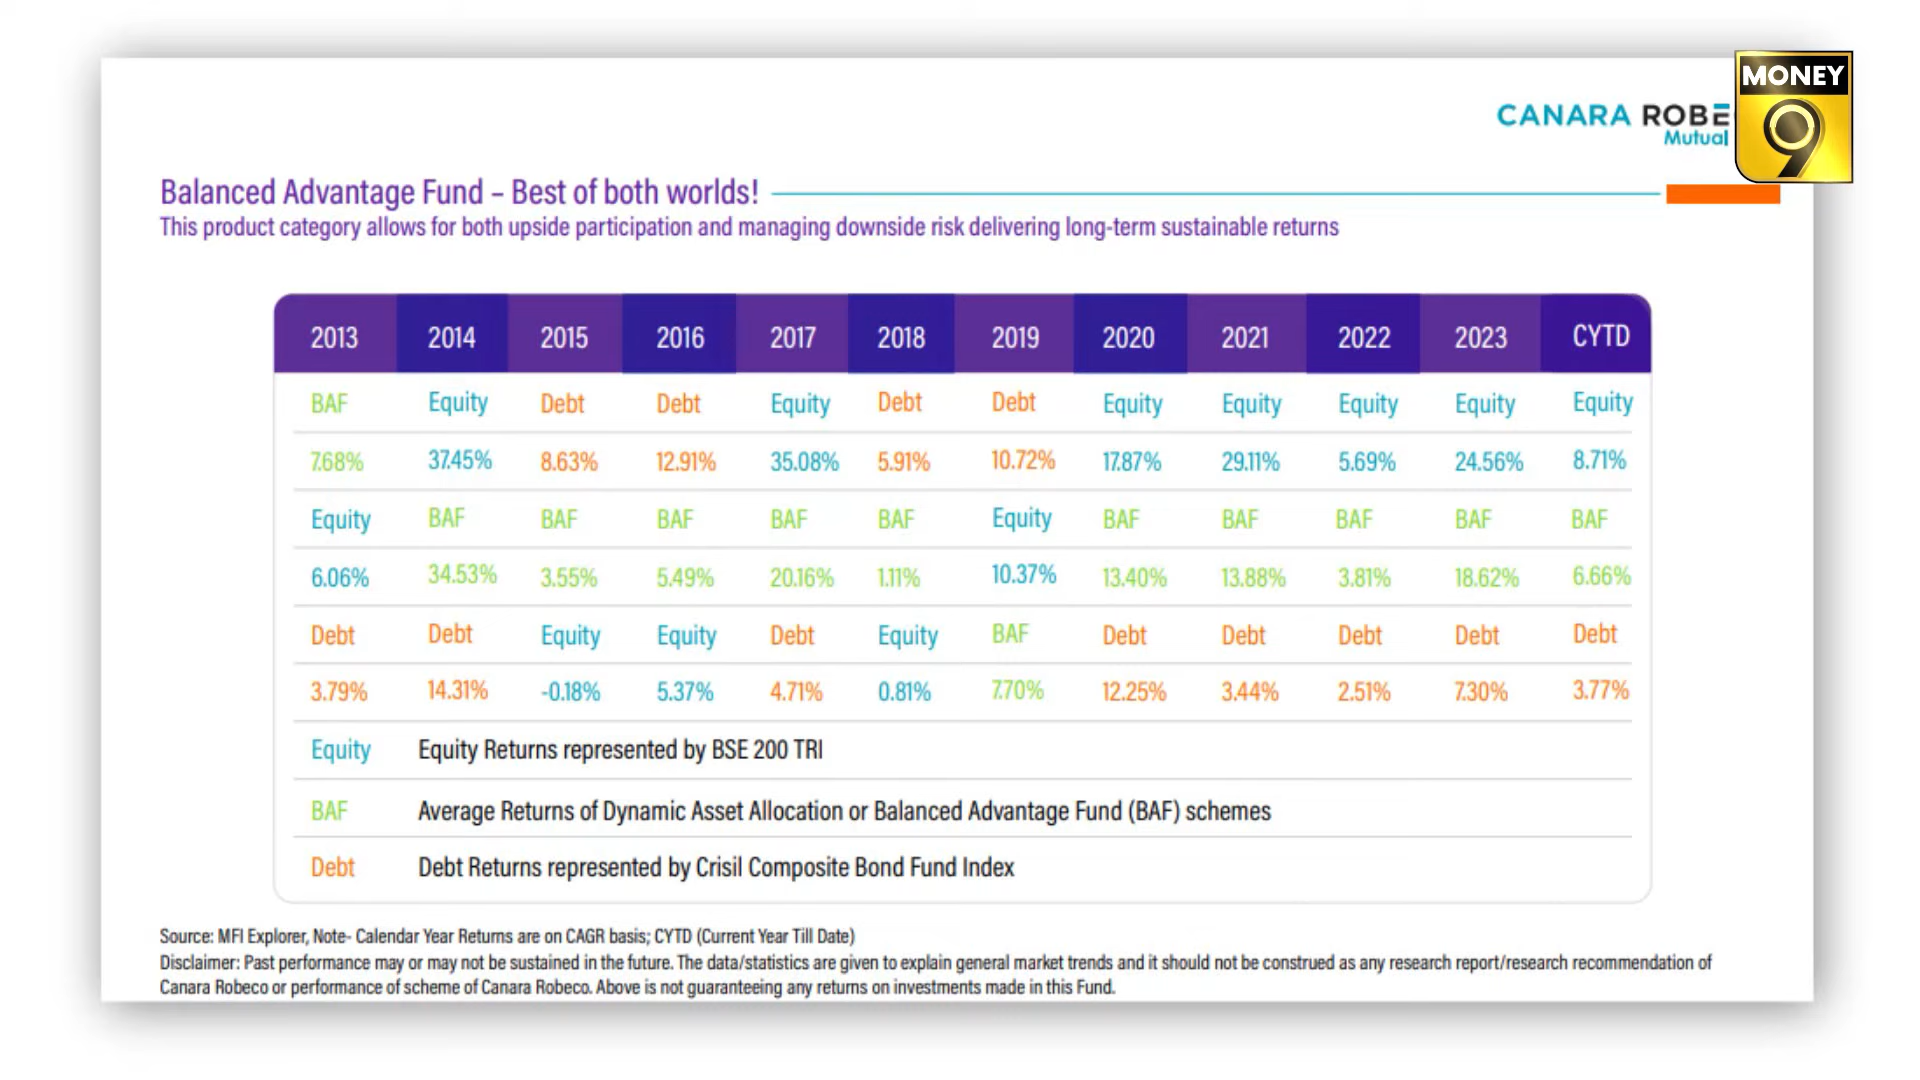 MONEY
9
CANARA ROBE
Mutual
Balanced Advantage Fund – Best of both worlds!
This product category allows for both upside participation and managing downside risk delivering long-term sustainable returns
2013 2014 2015 2016 2017 2018 2019 2020 2021 2022 2023 CYTD
BAF Equity Debt Debt Equity Debt Debt Equity Equity Equity Equity Equity
7.68% 37.45% 8.63% 12.91% 35.08% 5.91% 10.72% 17.87% 29.11% 5.69% 24.56% 8.71%
Equity BAF BAF BAF BAF BAF Equity BAF BAF BAF BAF BAF
6.06% 34.53% 3.55% 5.49% 20.16% 1.11% 10.37% 13.40% 13.88% 3.81% 18.62% 6.66%
Debt Debt Equity Equity Debt Equity BAF Debt Debt Debt Debt Debt
3.79% 14.31% -0.18% 5.37% 4.71% 0.81% 7.70% 12.25% 3.44% 2.51% 7.30% 3.77%
Equity Equity Returns represented by BSE 200 TRI
BAF Average Returns of Dynamic Asset Allocation or Balanced Advantage Fund (BAF) schemes
Debt Debt Returns represented by Crisil Composite Bond Fund Index
Source: MFI Explorer, Note- Calendar Year Returns are on CAGR basis; CYTD (Current Year Till Date)
Disclaimer: Past performance may or may not be sustained in the future. The data/statistics are given to explain general market trends and it should not be construed as any research report/research recommendation of
Canara Robeco or performance of scheme of Canara Robeco. Above is not guaranteeing any returns on investments made in this Fund.